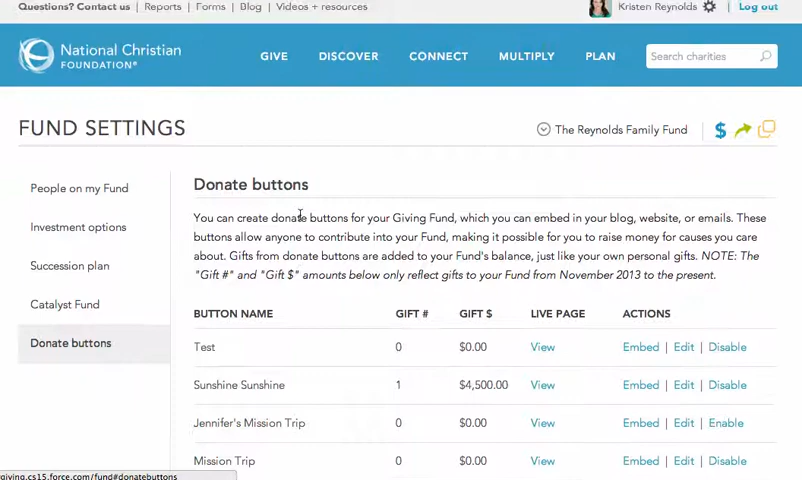 Questions? Contact us | Reports | Forms | Blog | Videos + resources
Kristen Reynolds
Log out
National Christian
FOUNDATION®
GIVE
DISCOVER
CONNECT
MULTIPLY
PLAN
Search charities
FUND SETTINGS
The Reynolds Family Fund
$
People on my Fund
Investment options
Succession plan
Catalyst Fund
Donate buttons
Donate buttons
You can create donate buttons for your Giving Fund, which you can embed in your blog, website, or emails. These
buttons allow anyone to contribute into your Fund, making it possible for you to raise money for causes you care
about. Gifts from donate buttons are added to your Fund's balance, just like your own personal gifts. NOTE: The
"Gift #" and "Gift $" amounts below only reflect gifts to your Fund from November 2013 to the present.
BUTTON NAME GIFT # GIFT $ LIVE PAGE ACTIONS
Test 0 $0.00 View Embed | Edit | Disable
Sunshine Sunshine 1 $4,500.00 View Embed | Edit | Disable
Jennifer's Mission Trip 0 $0.00 View Embed | Edit | Enable
Mission Trip 0 $0.00 View Embed | Edit | Disable
giving.cs15.force.com/fund#donatebuttons